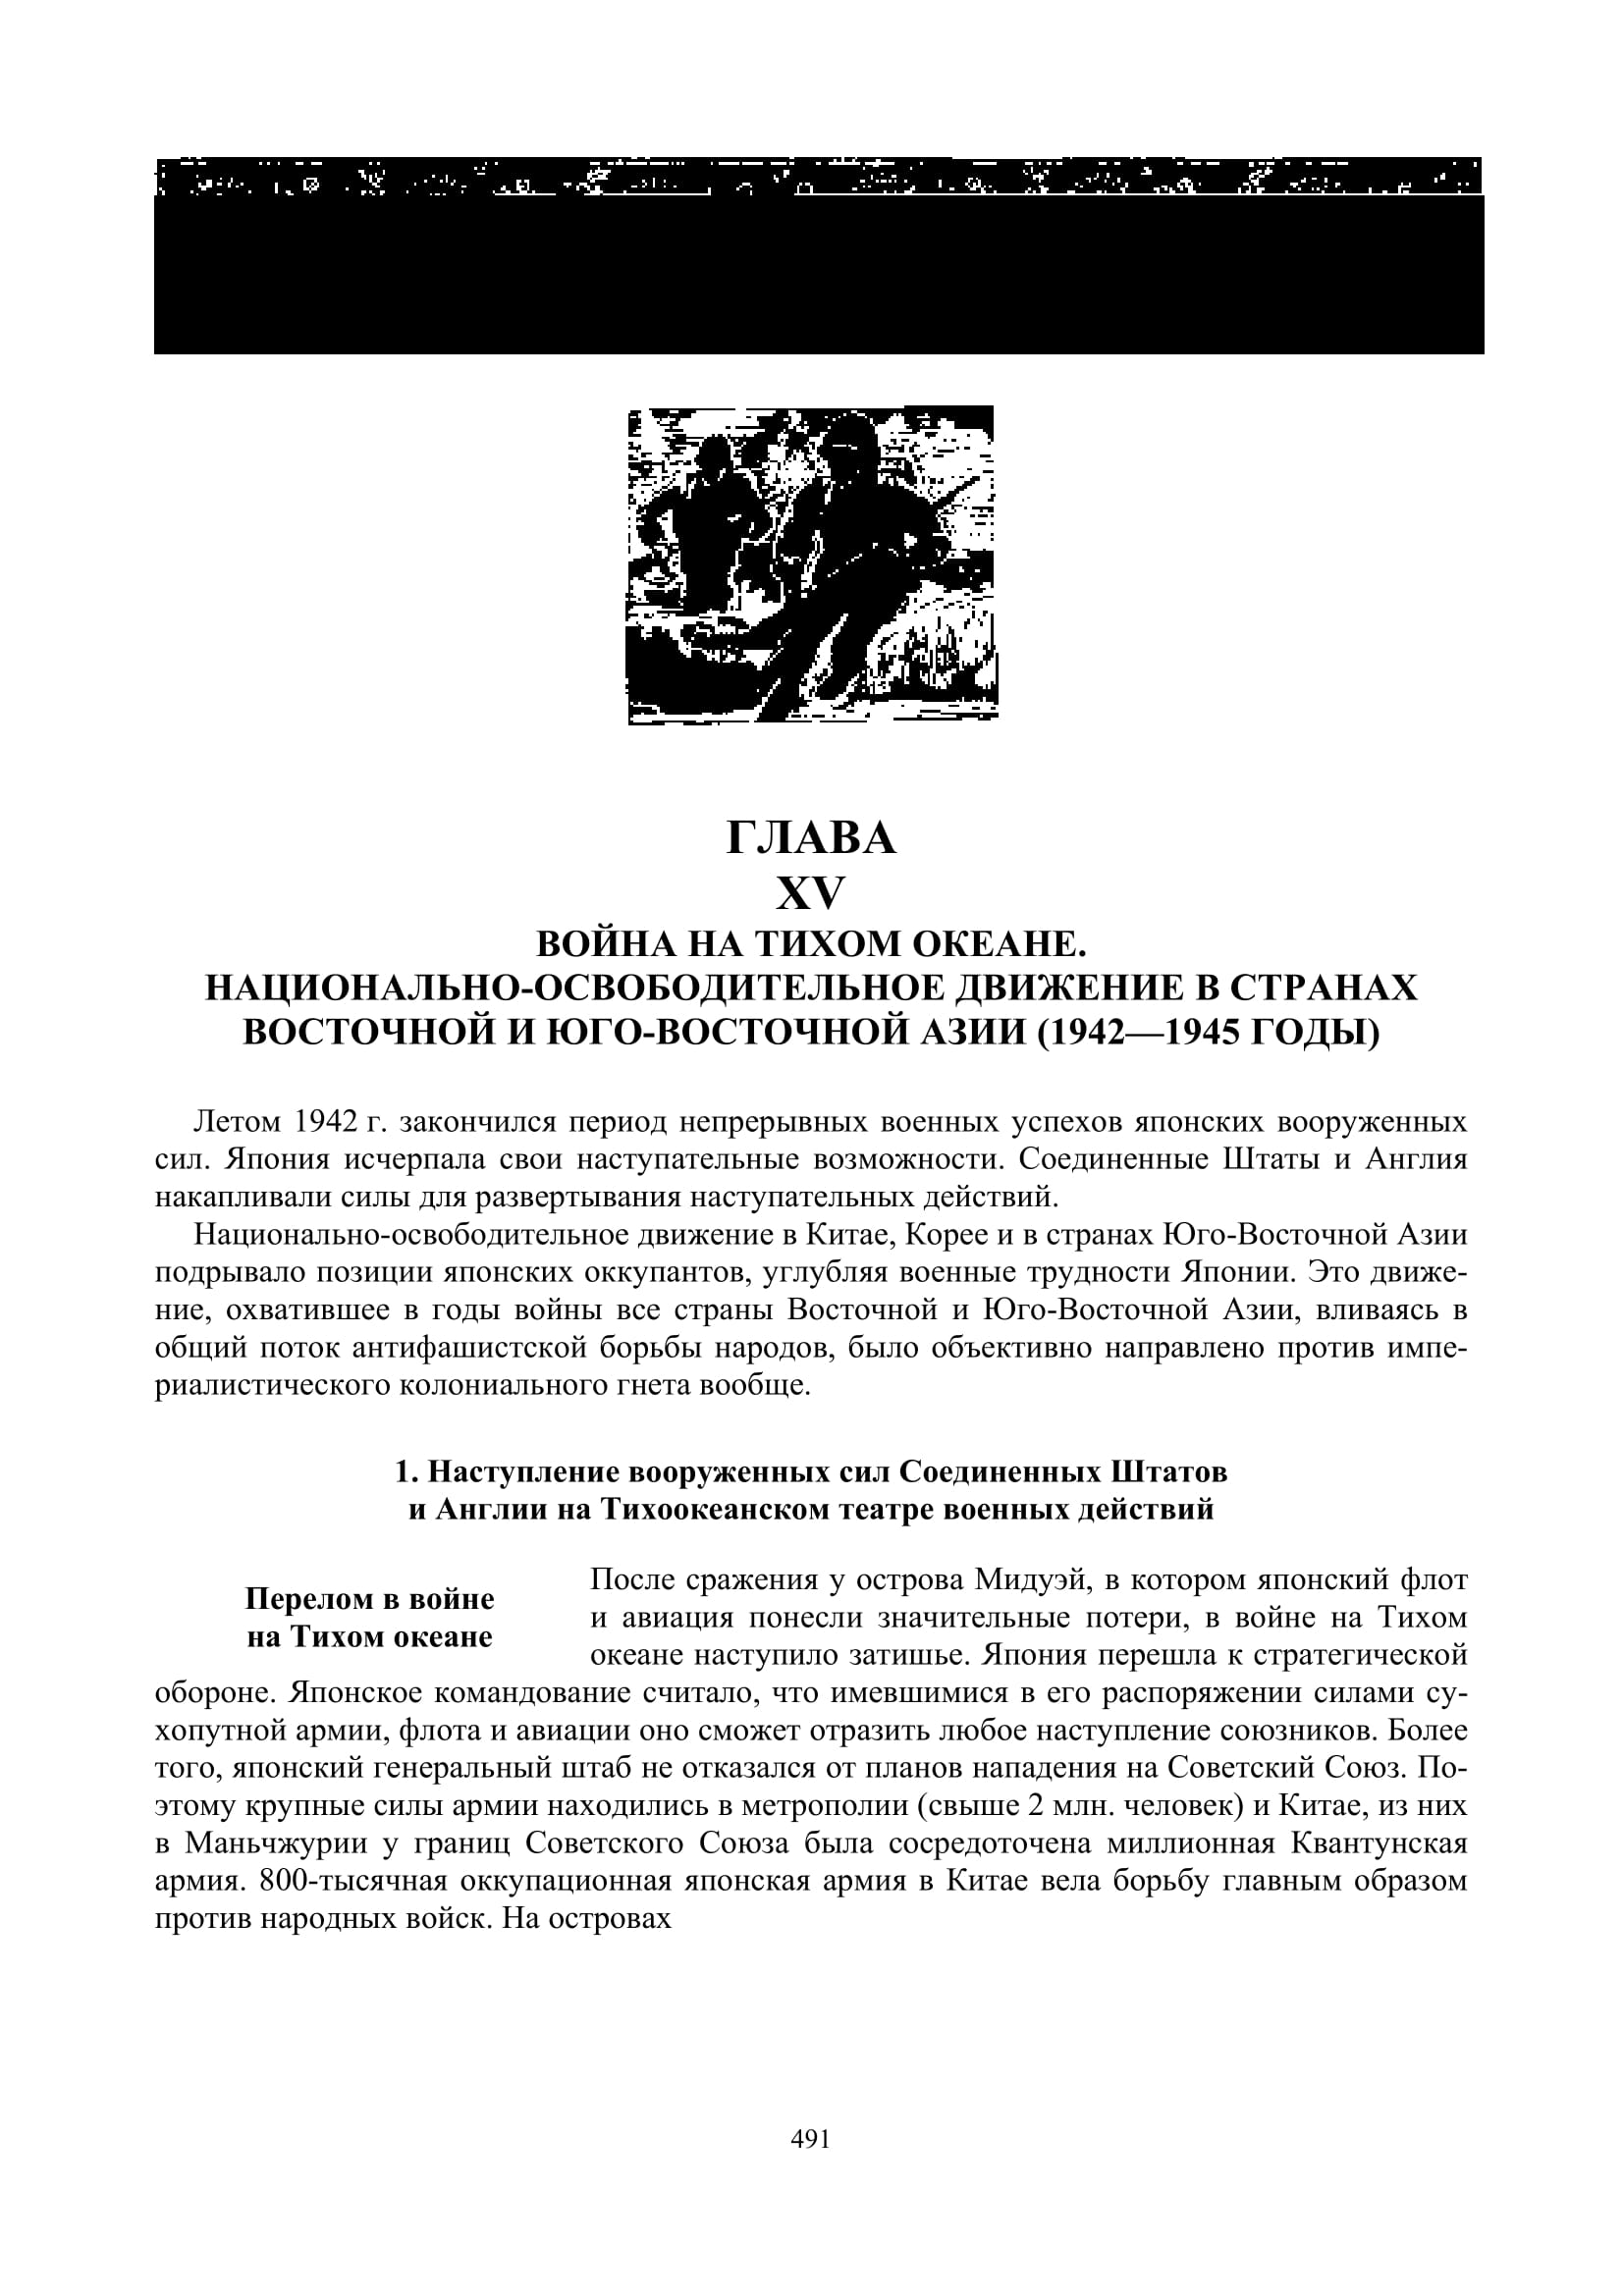 ГЛАВА
XV
ВОЙНА НА ТИХОМ ОКЕАНЕ.
НАЦИОНАЛЬНО-ОСВОБОДИТЕЛЬНОЕ ДВИЖЕНИЕ В СТРАНАХ
ВОСТОЧНОЙ И ЮГО-ВОСТОЧНОЙ АЗИИ (1942—1945 ГОДЫ)
Летом 1942 г. закончился период непрерывных военных успехов японских вооруженных
сил. Япония исчерпала свои наступательные возможности. Соединенные Штаты и Англия
накапливали силы для развертывания наступательных действий.
Национально-освободительное движение в Китае, Корее и в странах Юго-Восточной Азии
подрывало позиции японских оккупантов, углубляя военные трудности Японии. Это движе-
ние, охватившее в годы войны все страны Восточной и Юго-Восточной Азии, вливаясь в
общий поток антифашистской борьбы народов, было объективно направлено против импе-
риалистического колониального гнета вообще.
1. Наступление вооруженных сил Соединенных Штатов
и Англии на Тихоокеанском театре военных действий
Перелом в войне
на Тихом океане
После сражения у острова Мидуэй, в котором японский флот
и авиация понесли значительные потери, в войне на Тихом
океане наступило затишье. Япония перешла к стратегической
обороне. Японское командование считало, что имевшимися в его распоряжении силами су-
хопутной армии, флота и авиации оно сможет отразить любое наступление союзников. Более
того, японский генеральный штаб не отказался от планов нападения на Советский Союз. По-
этому крупные силы армии находились в метрополии (свыше 2 млн. человек) и Китае, из них
в Маньчжурии у границ Советского Союза была сосредоточена миллионная Квантунская
армия. 800-тысячная оккупационная японская армия в Китае вела борьбу главным образом
против народных войск. На островах
491